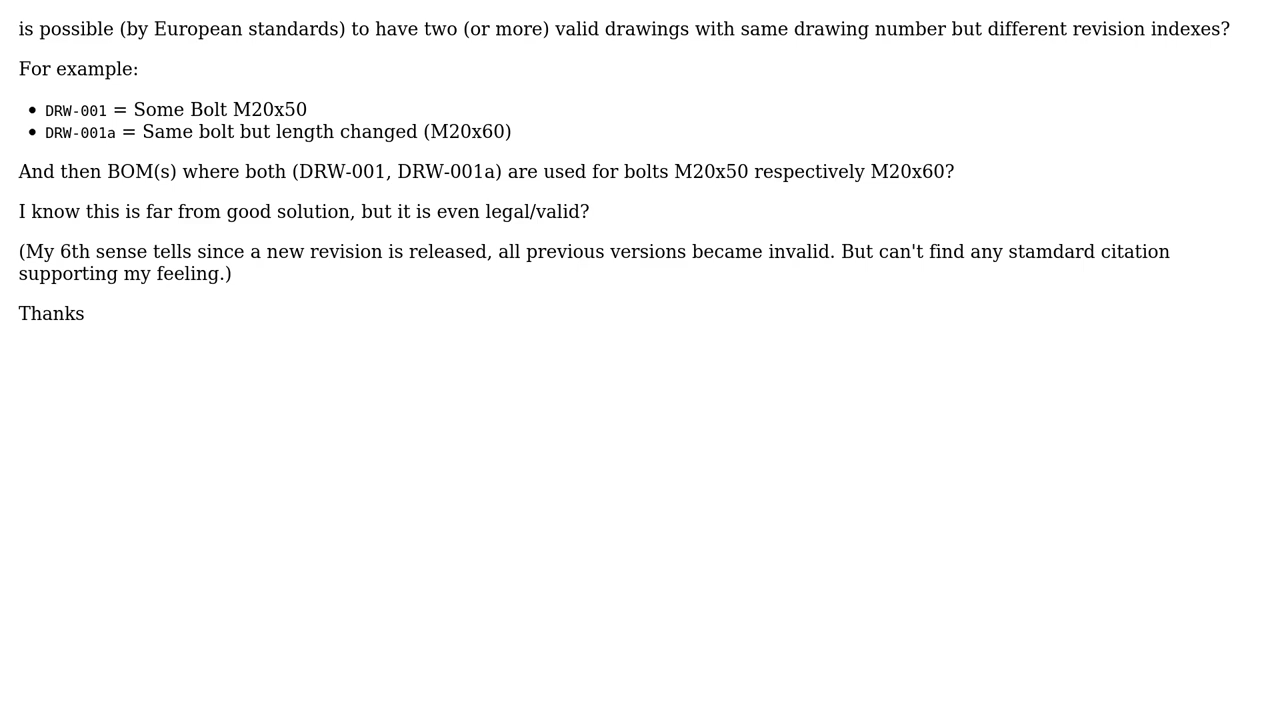 is possible (by European standards) to have two (or more) valid drawings with same drawing number but different revision indexes?
For example:
• DRW-001 = Some Bolt M20x50
• DRW-001a = Same bolt but length changed (M20x60)
And then BOM(s) where both (DRW-001, DRW-001a) are used for bolts M20x50 respectively M20x60?
I know this is far from good solution, but it is even legal/valid?
(My 6th sense tells since a new revision is released, all previous versions became invalid. But can't find any stamdard citation
supporting my feeling.)
Thanks